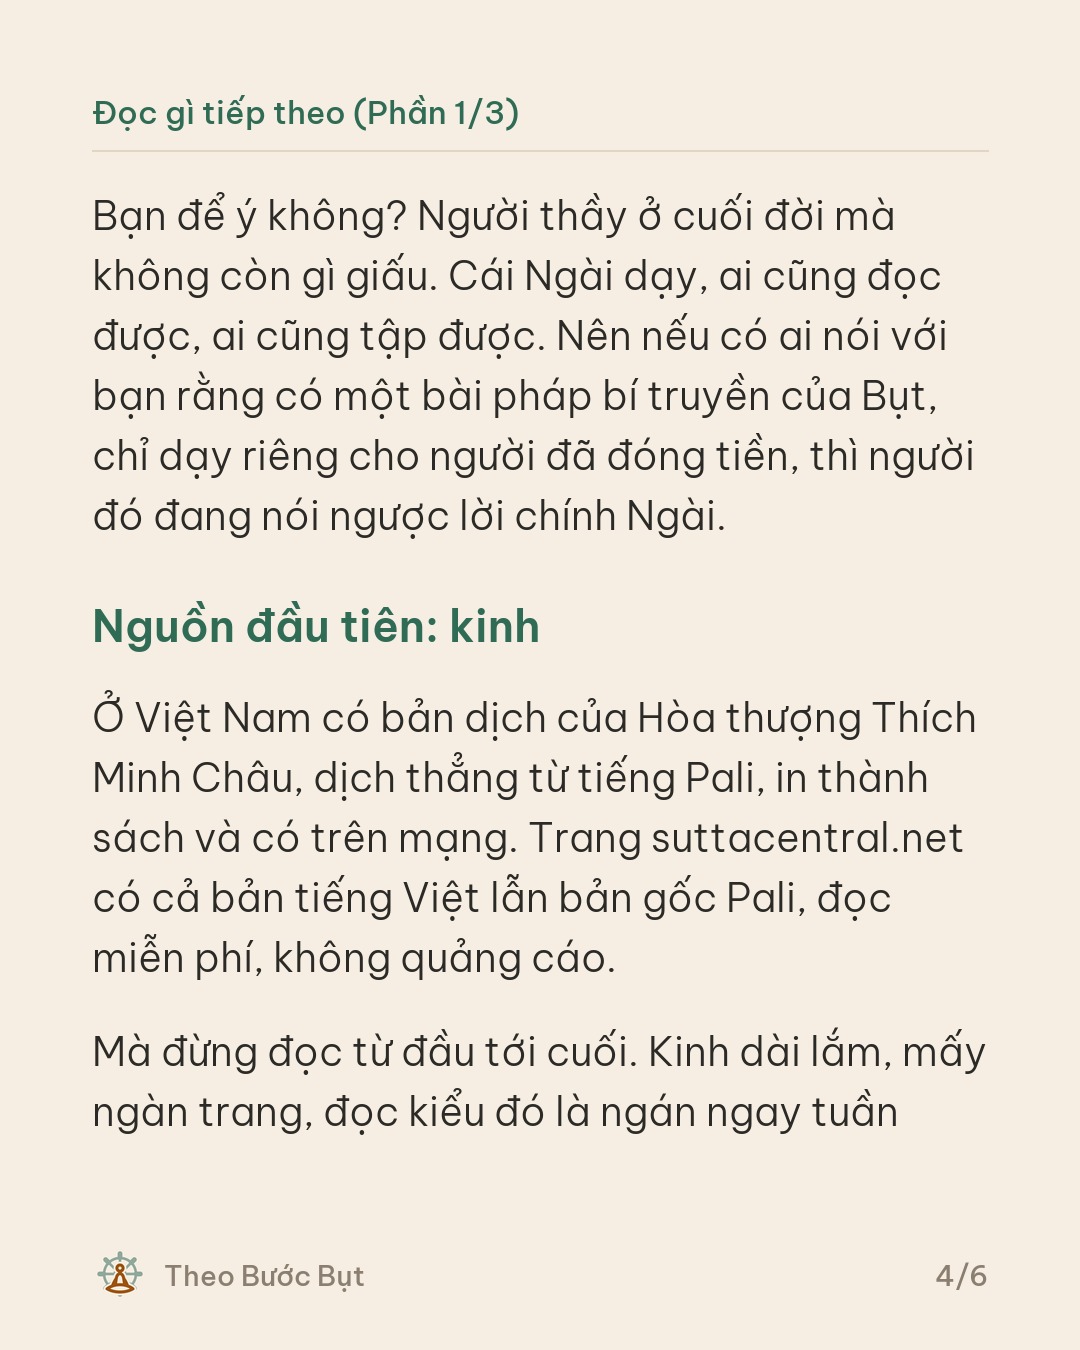 Đọc gì tiếp theo (Phần 1/3)
Bạn để ý không? Người thầy ở cuối đời mà
không còn gì giấu. Cái Ngài dạy, ai cũng đọc
được, ai cũng tập được. Nên nếu có ai nói với
bạn rằng có một bài pháp bí truyền của Bụt,
chỉ dạy riêng cho người đã đóng tiền, thì người
đó đang nói ngược lời chính Ngài.
Nguồn đầu tiên: kinh
Ở Việt Nam có bản dịch của Hòa thượng Thích
Minh Châu, dịch thẳng từ tiếng Pali, in thành
sách và có trên mạng. Trang suttacentral.net
có cả bản tiếng Việt lẫn bản gốc Pali, đọc
miễn phí, không quảng cáo.
Mà đừng đọc từ đầu tới cuối. Kinh dài lắm, mấy
ngàn trang, đọc kiểu đó là ngán ngay tuần
Theo Bước Bụt
4/6